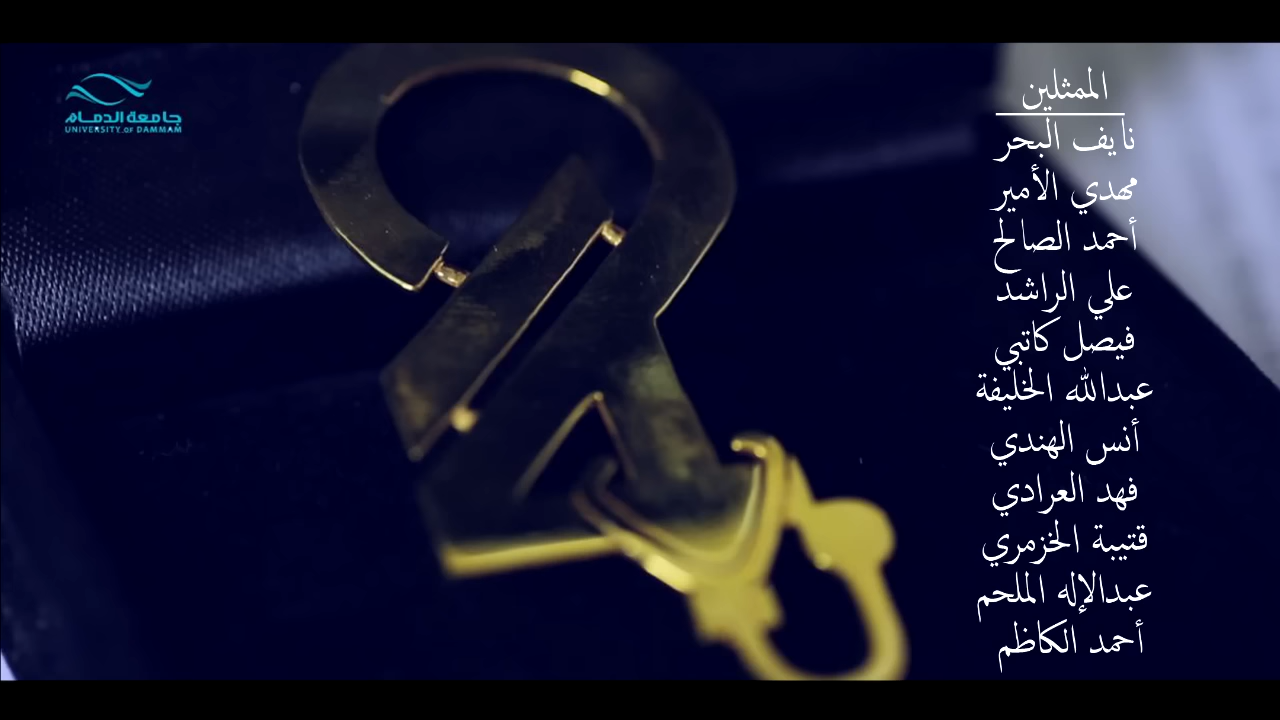 جامعة الدمام
UNIVERSITY OF DAMMAM
الممثلين
نايف البحر
مهدي الأمير
أحمد الصالح
علي الراشد
فيصل كاتبي
عبدالله الخليفة
أنس الهندي
فهد العرادي
قتيبة الخزمري
عبدالإله الملحم
أحمد الكاظم